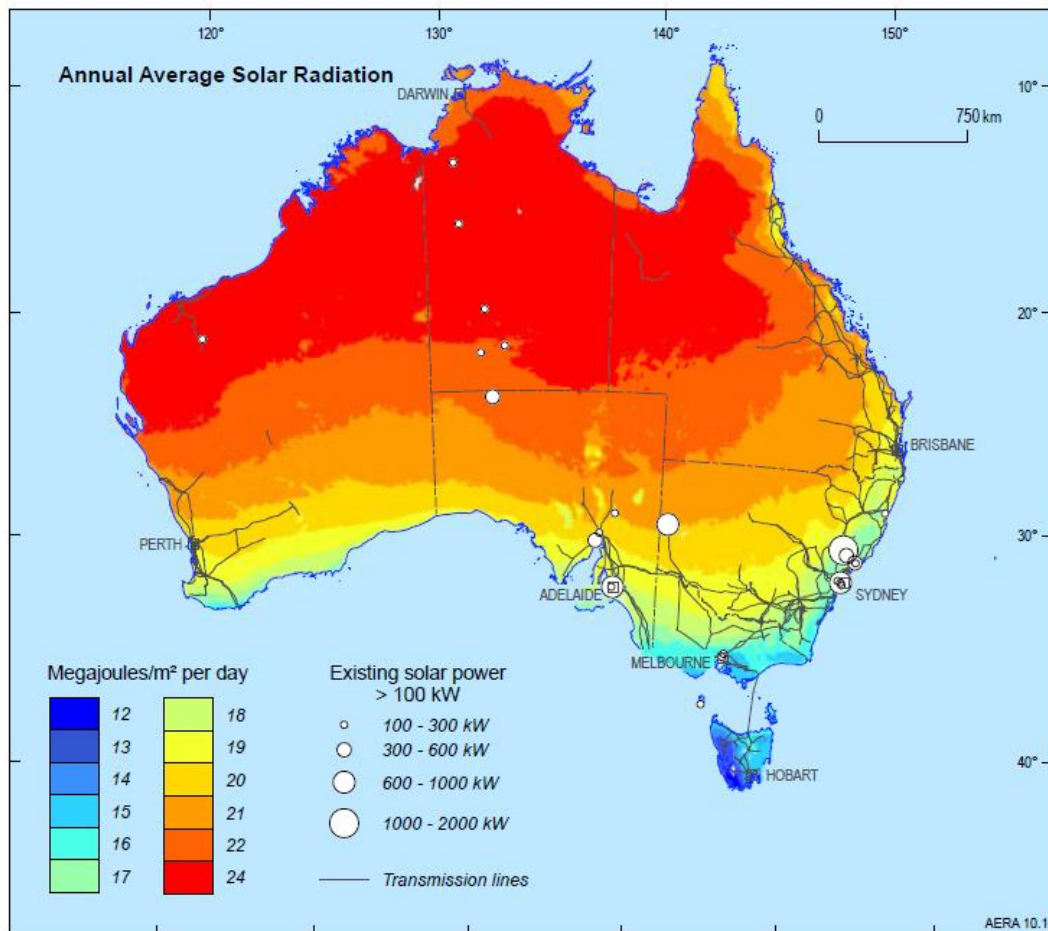 120° 130° 140° 150°
Annual Average Solar Radiation
DARWIN
10°
0 750 km
20°
BRISBANE
30°
PERTH
ADELAIDE
SYDNEY
MELBOURNE
Megajoules/m² per day
Existing solar power
> 100 kW
12 18
100 - 300 kW
13 19
300 - 600 kW
14 20
600 - 1000 kW
15 21
1000 - 2000 kW
16 22
17 24
Transmission lines
HOBART
40°
AERA 10.1